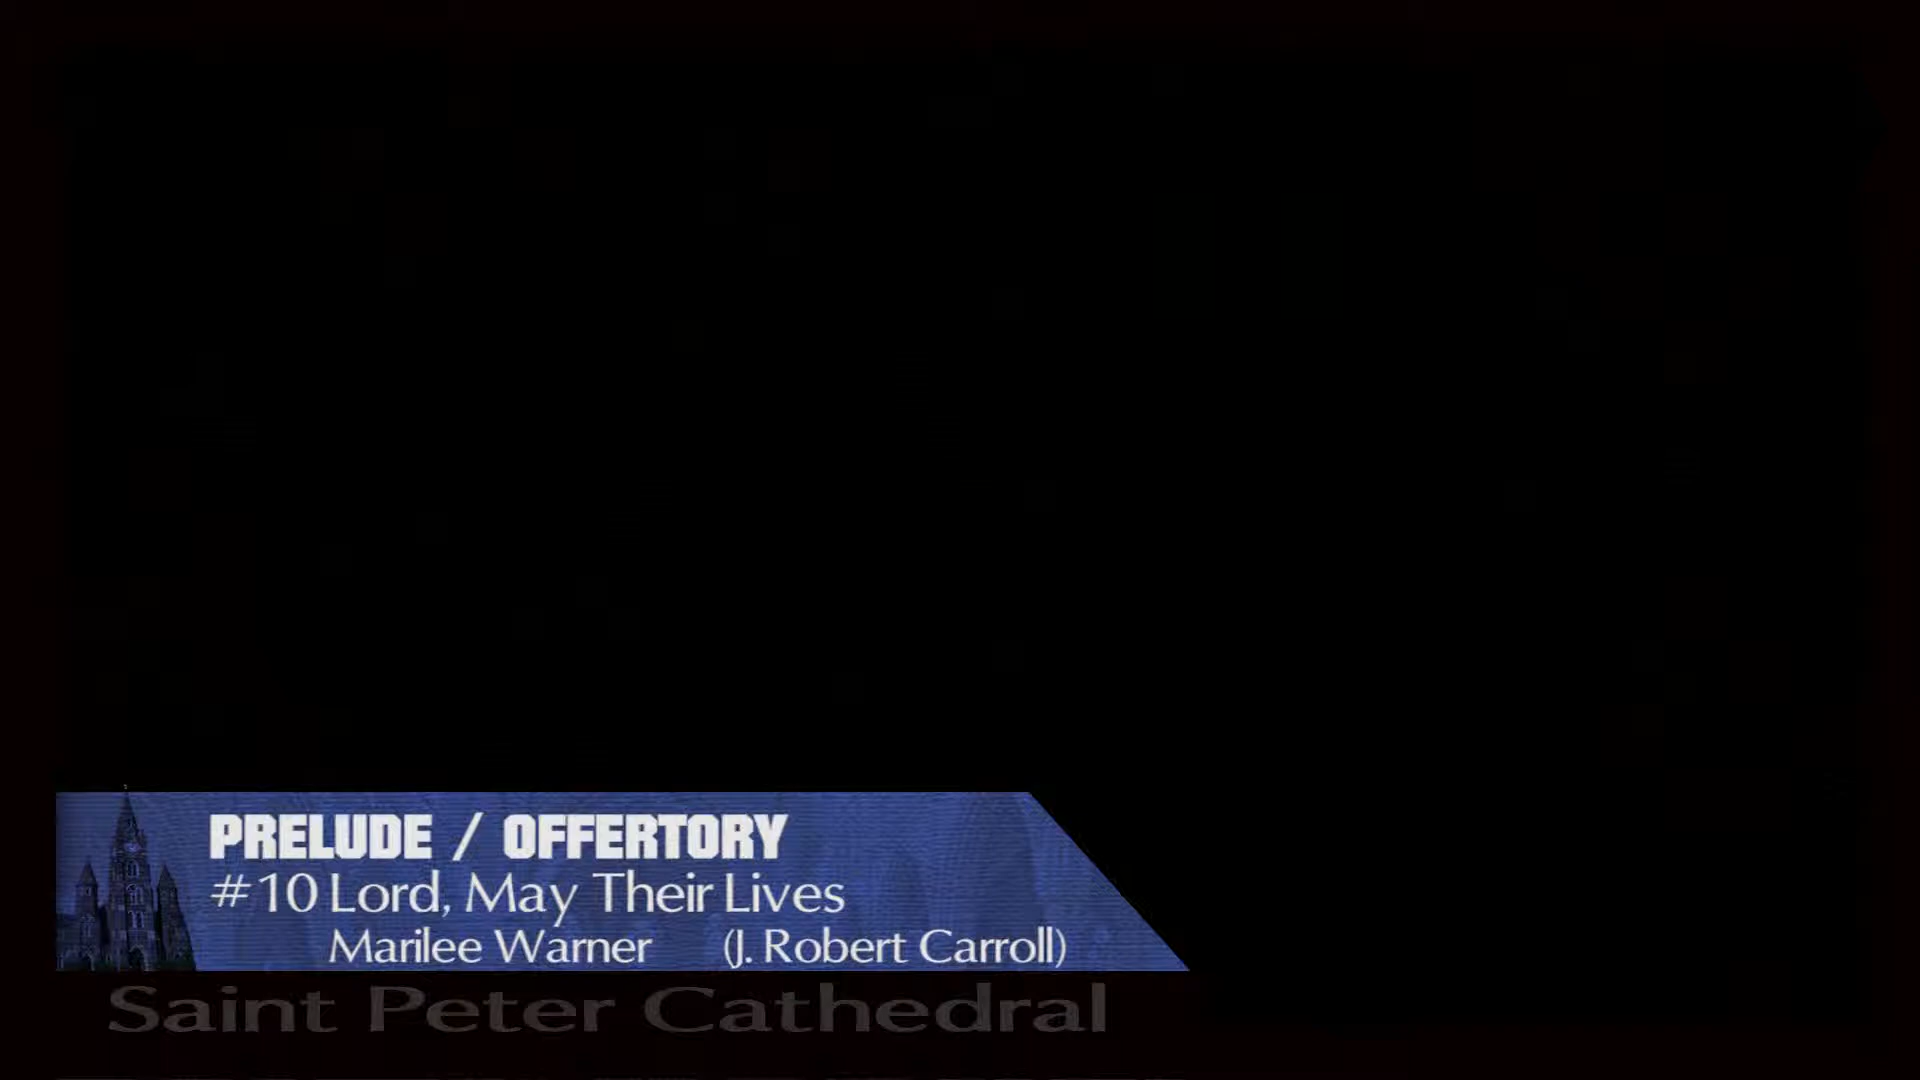 PRELUDE / OFFERTORY
#10 Lord, May Their Lives
Marilee Warner (J. Robert Carroll)
Saint Peter Cathedral